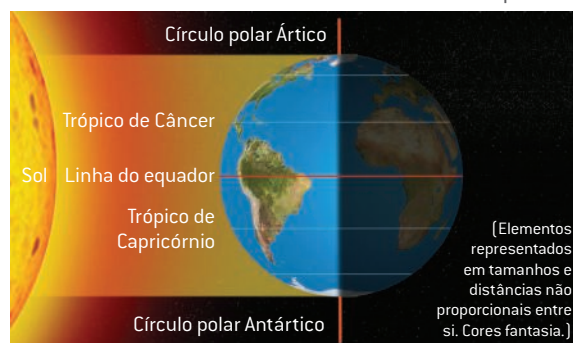 Círculo polar Ártico
Trópico de Câncer
Sol
Linha do equador
Trópico de
Capricórnio
(Elementos
representados
em tamanhos e
distâncias não
proporcionais entre
si. Cores fantasia.)
Círculo polar Antártico